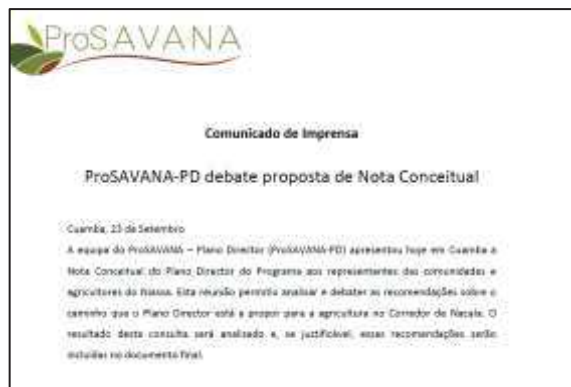 ProSAVANA
Comunicado de Imprensa
ProSAVANA-PD debate proposta de Nota Conceitual
Cuamba, 23 de Setembro
A equipa do ProSAVANA – Plano Director (ProSAVANA-PD) apresentou hoje em Cuamba a
Nota Conceitual do Plano Director do Programa aos representantes das comunidades e
agricultores do Niassa. Esta reunião permitiu analisar e debater as recomendações sobre o
caminho que o Plano Director está a propor para a agricultura no Corredor de Nacala. O
resultado desta consulta será analisado e, se justificável, essas recomendações serão
incluídas no documento final.